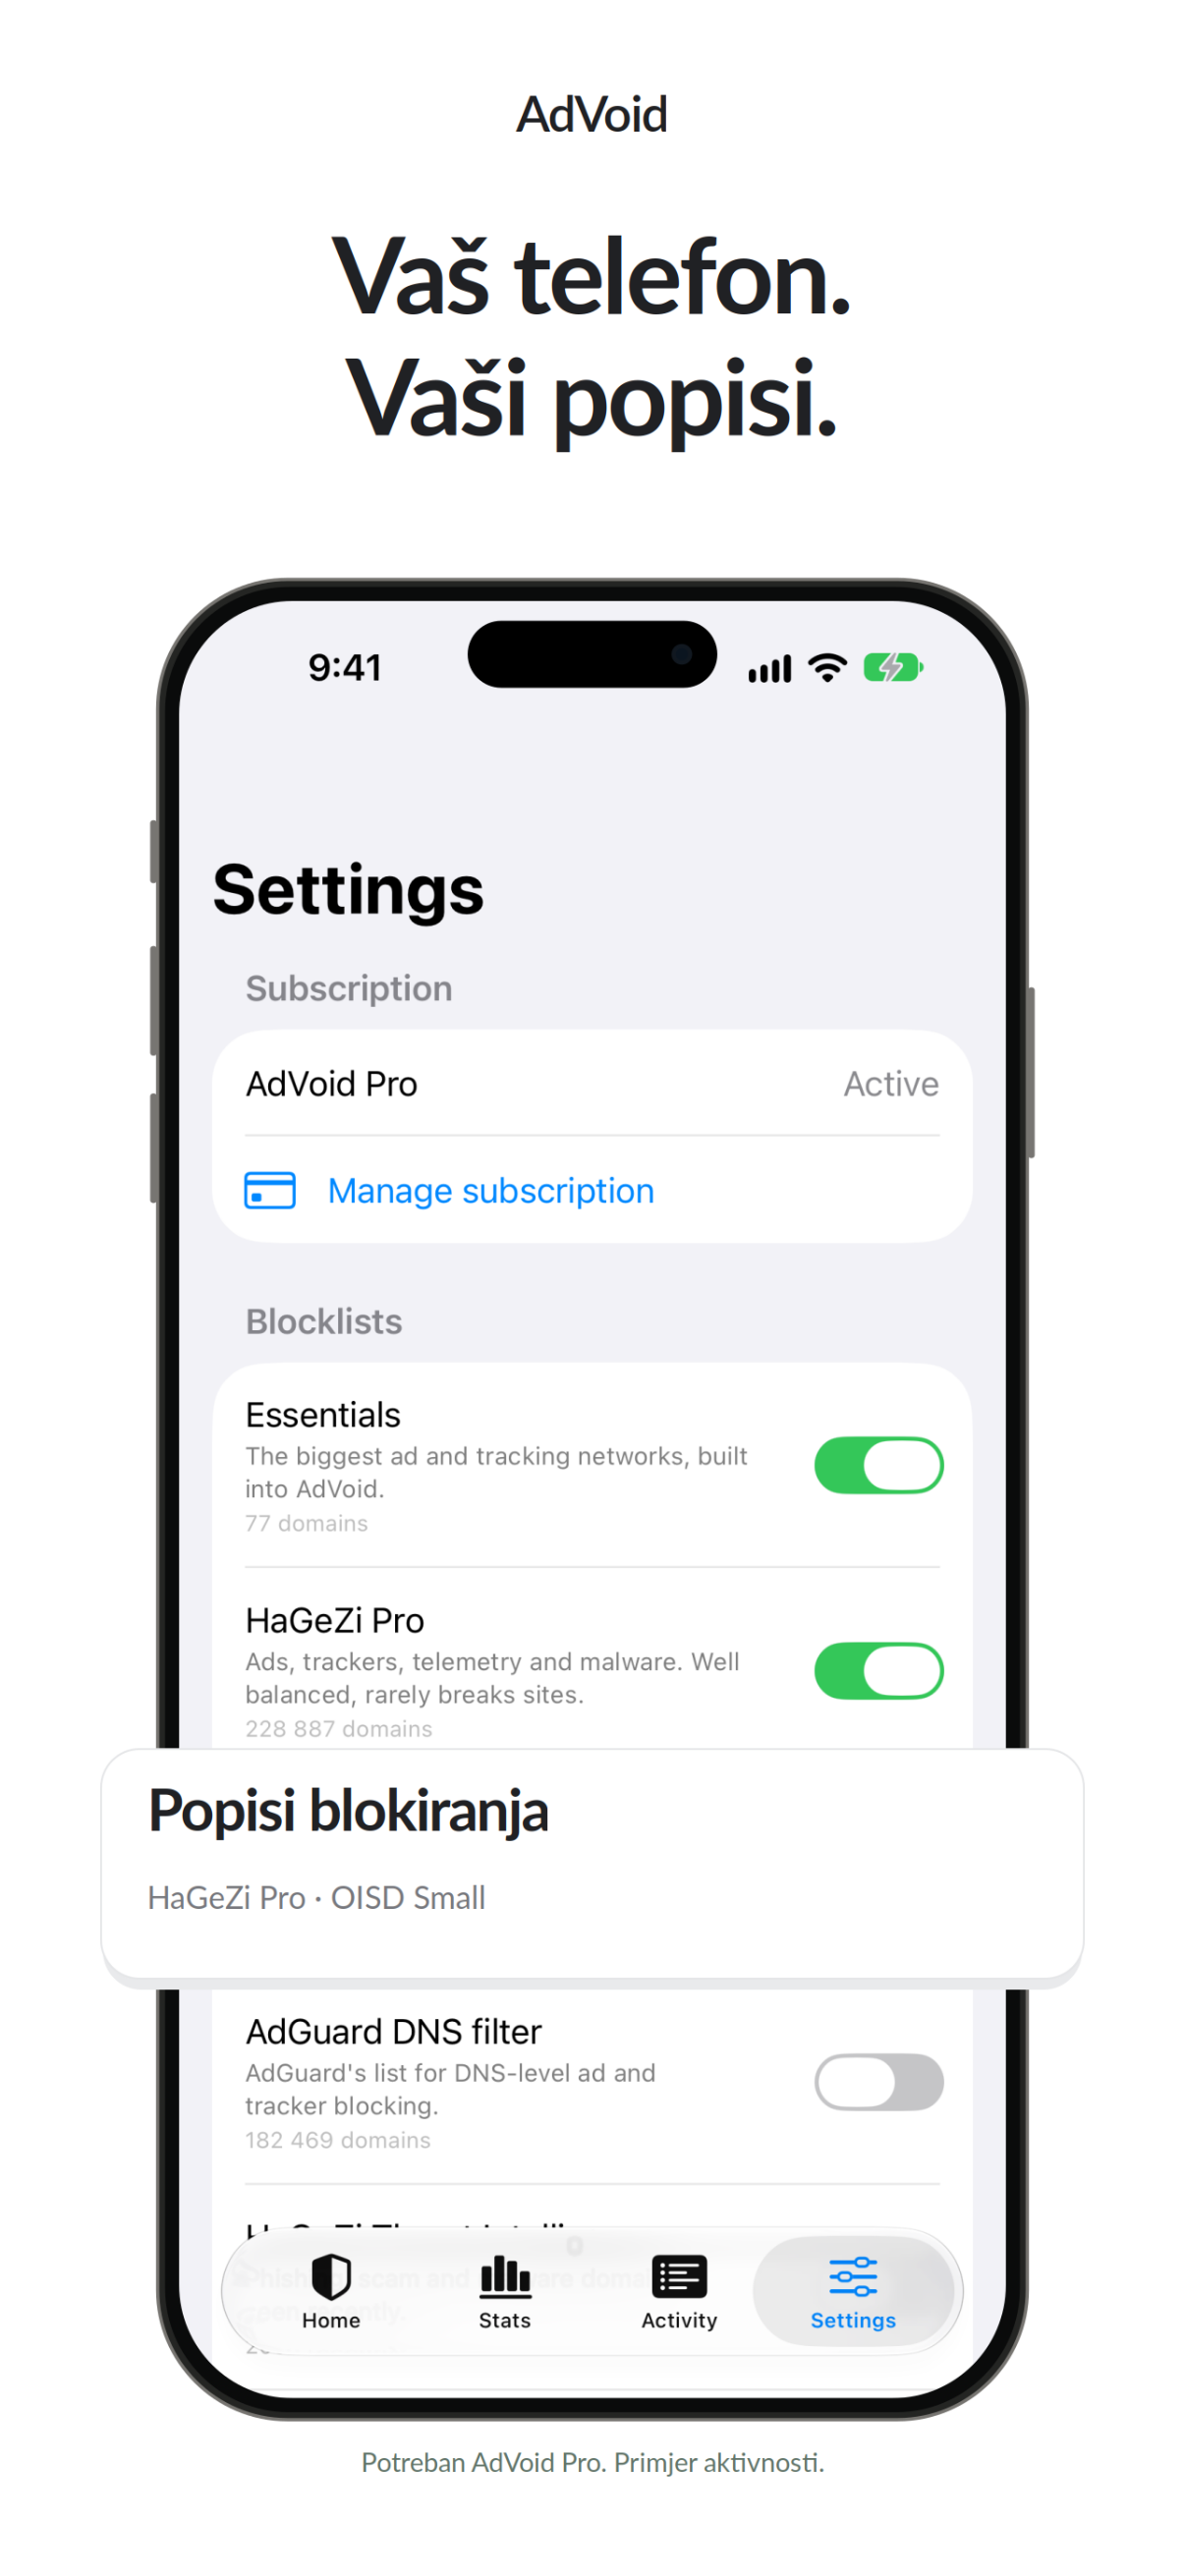 AdVoid
Vaš telefon.
Vaši popisi.
9:41
Settings
Subscription
AdVoid Pro
Active
Manage subscription
Blocklists
Essentials
The biggest ad and tracking networks, built
into AdVoid.
77 domains
HaGeZi Pro
Ads, trackers, telemetry and malware. Well
balanced, rarely breaks sites.
228 887 domains
Popisi blokiranja
HaGeZi Pro · OISD Small
AdGuard DNS filter
AdGuard's list for DNS-level ad and
tracker blocking.
182 469 domains
Home
Stats
Activity
Settings
Potreban AdVoid Pro. Primjer aktivnosti.